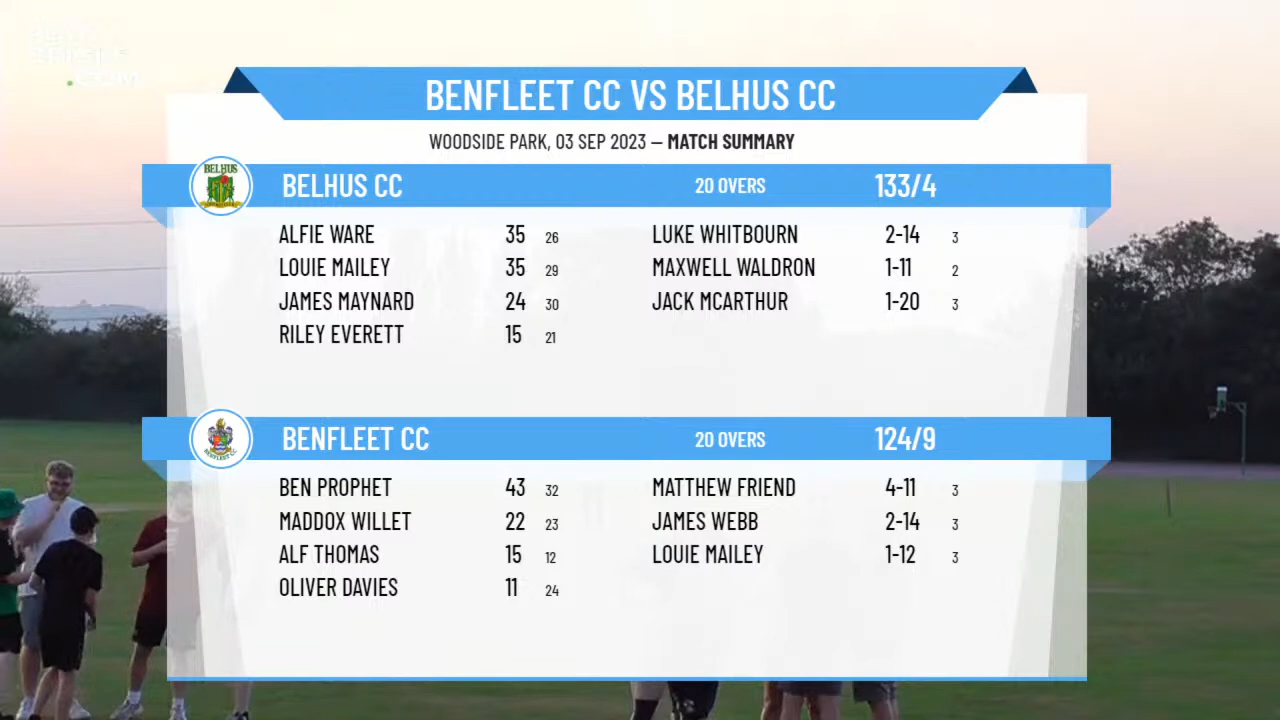 BENFLEET CC VS BELHUS CC
WOODSIDE PARK, 03 SEP 2023 – MATCH SUMMARY
BELHUS
BELHUS CC 20 OVERS 133/4
ALFIE WARE 35 26 LUKE WHITBOURN 2-14 3
LOUIE MAILEY 35 29 MAXWELL WALDRON 1-11 2
JAMES MAYNARD 24 30 JACK MCARTHUR 1-20 3
RILEY EVERETT 15 21
BENFLEET CC
BENFLEET CC 20 OVERS 124/9
BEN PROPHET 43 32 MATTHEW FRIEND 4-11 3
MADDOX WILLET 22 23 JAMES WEBB 2-14 3
ALF THOMAS 15 12 LOUIE MAILEY 1-12 3
OLIVER DAVIES 11 24